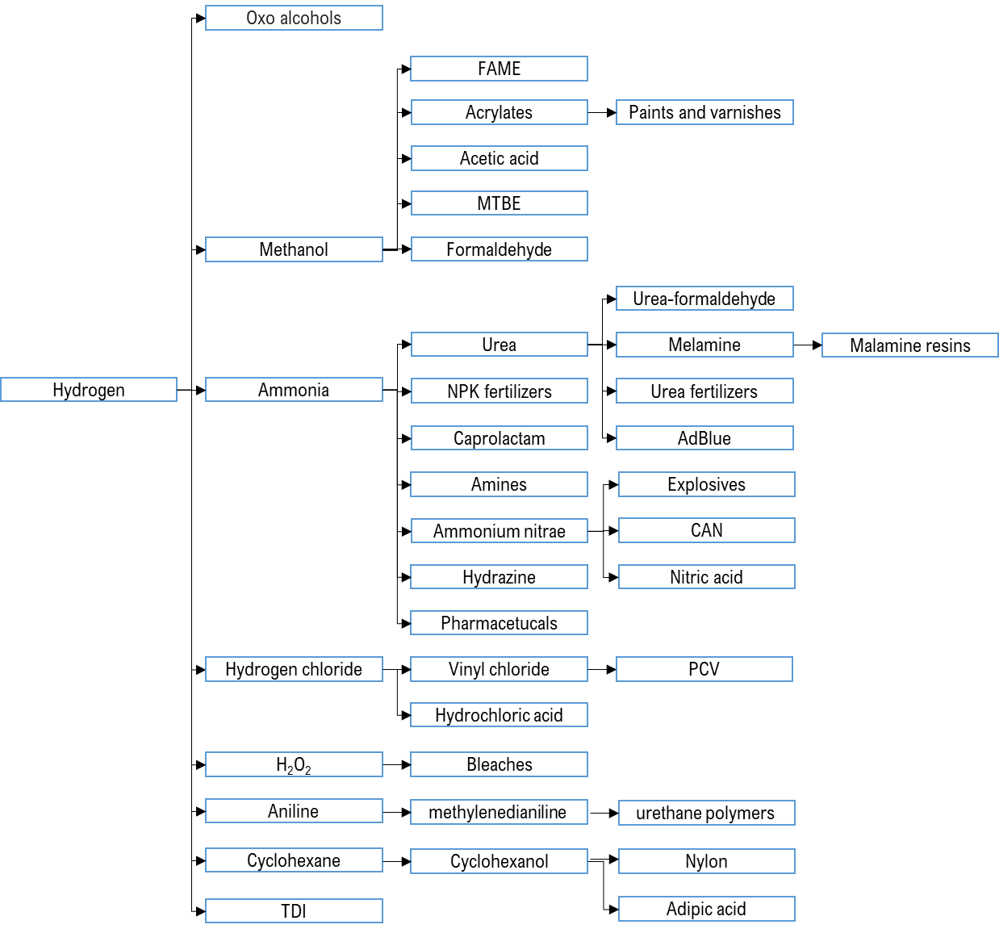 Oxo alcohols
FAME
Acrylates
Paints and varnishes
Acetic acid
MTBE
Methanol
Formaldehyde
Urea-formaldehyde
Urea
Melamine
Malamine resins
Hydrogen
Ammonia
NPK fertilizers
Urea fertilizers
Caprolactam
AdBlue
Amines
Explosives
Ammonium nitrae
CAN
Hydrazine
Nitric acid
Pharmacetucals
Hydrogen chloride
Vinyl chloride
PCV
Hydrochloric acid
H₂O₂
Bleaches
Aniline
methylenedianiline
urethane polymers
Cyclohexane
Cyclohexanol
Nylon
Adipic acid
TDI